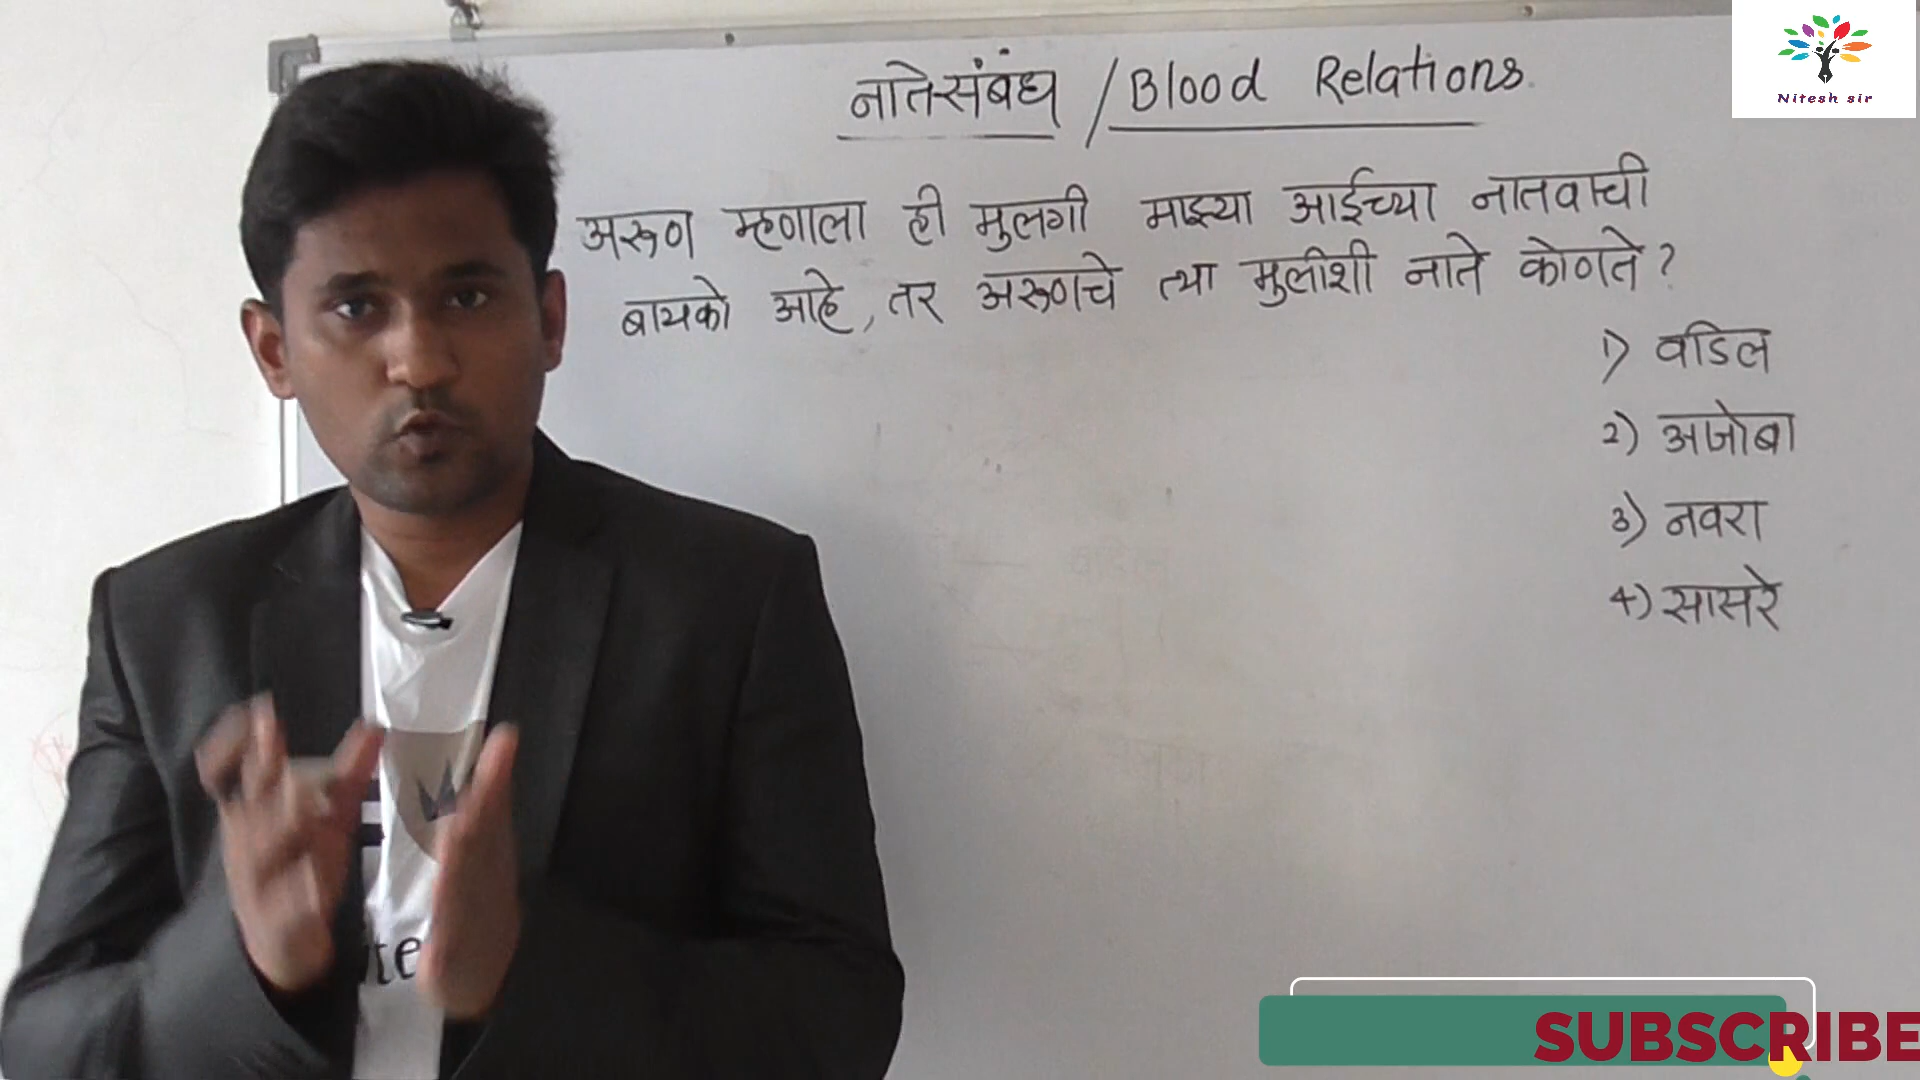 नातेसंबंध / Blood Relations.
Nitesh sir
अरूण म्हणाला ही मुलगी माझ्या आईच्या नातवाची
बायको आहे, तर अरूणचे त्या मुलीशी नाते कोणते?
1) वडिल
2) अजोबा
3) नवरा
4) सासरे
SUBSCRIBE